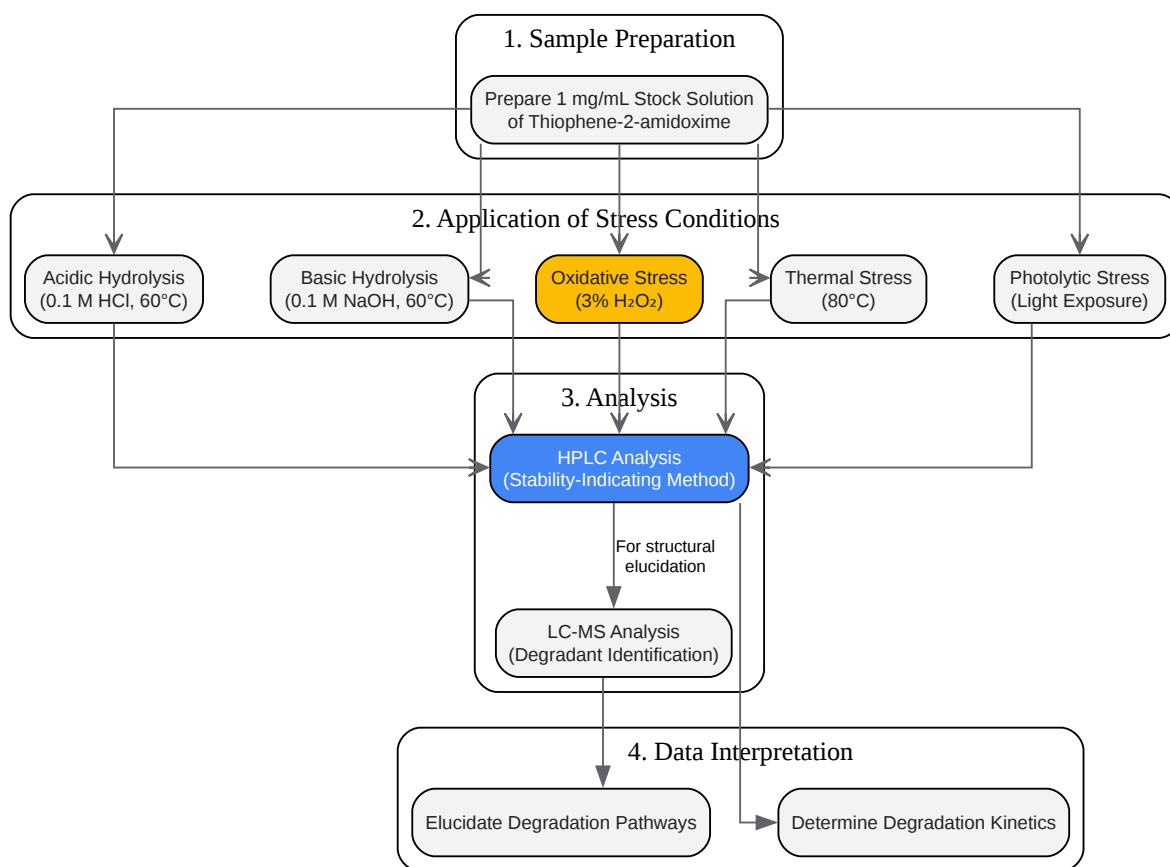 1. Sample Preparation
Prepare 1 mg/mL Stock Solution
of Thiophene-2-amidoxime
2. Application of Stress Conditions
Acidic Hydrolysis
(0.1 M HCl, 60°C)
Basic Hydrolysis
(0.1 M NaOH, 60°C)
Oxidative Stress
(3% H₂O₂)
Thermal Stress
(80°C)
Photolytic Stress
(Light Exposure)
3. Analysis
HPLC Analysis
(Stability-Indicating Method)
For structural
elucidation
LC-MS Analysis
(Degradant Identification)
4. Data Interpretation
Elucidate Degradation Pathways
Determine Degradation Kinetics